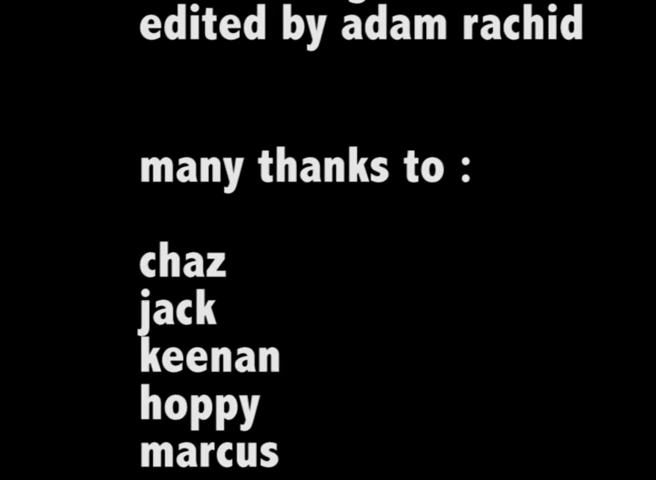 edited by adam rachid
many thanks to :
chaz
jack
keenan
hoppy
marcus